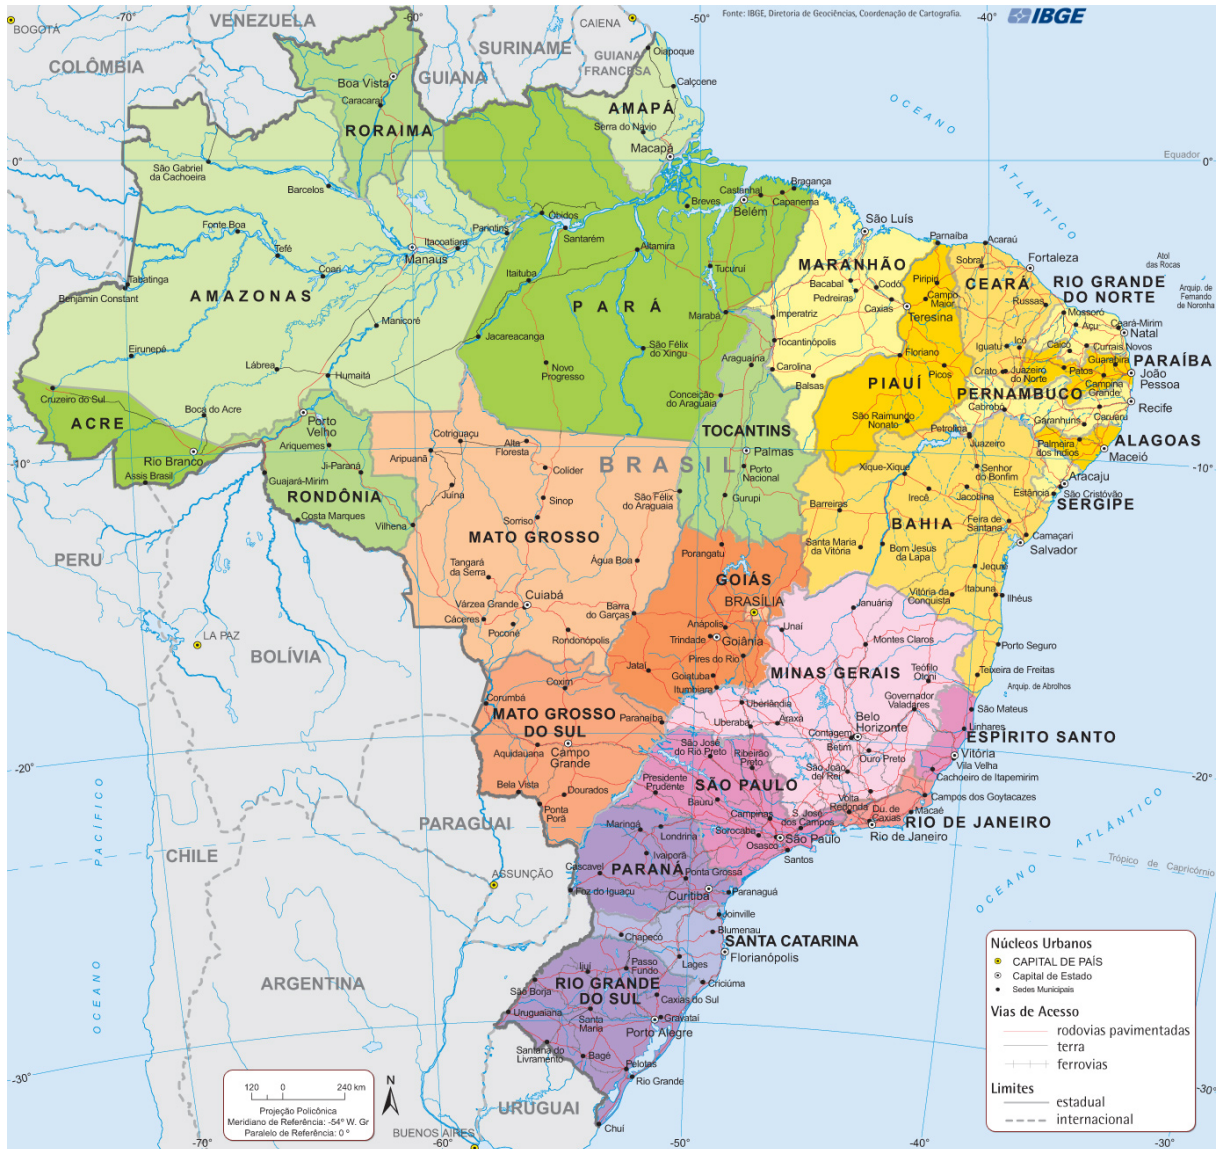 -70°
BOGOTÁ
VENEZUELA
COLÔMBIA
CAIENA
-50°
Fonte: IBGE, Diretoria de Geociências, Coordenação de Cartografia.
-40°
IBGE
SURINAME
GUIANA
GUIANA
FRANCESA
Oiapoque
Calçoene
Boa Vista
Caracaraí
RORAIMA
AMAPÁ
Serra do Navio
Macapá
OCEANO
ATLÂNTICO
Equador
0°
0°
São Gabriel
da Cachoeira
Barcelos
Fonte Boa
Tefé
Coari
Manaus
Itacoatiara
Parintins
Óbidos
Santarém
Altamira
Breves
Castanhal
Bragança
Capanema
Belém
São Luís
Parnaíba
Acaraú
Sobral
Fortaleza
Atol
das Rocas
Arquip. de
Fernando
de Noronha
Tabatinga
Benjamin Constant
AMAZONAS
Itaituba
Tucuruí
MARANHÃO
Bacabal
Pedreiras
Codó
Caxias
Piripiri
Campo
Maior
Teresina
CEARÁ
RIO GRANDE
DO NORTE
Russas
Mossoró
Açu
Ceará-Mirim
Natal
Manicoré
PARÁ
Marabá
Imperatriz
Tocantinópolis
Eirunepé
Jacareacanga
São Félix
do Xingu
Novo
Progresso
Araguaína
Carolina
Balsas
Floriano
Picos
PIAUÍ
Iguatu
Icó
Caicó
Currais Novos
Guarabira
PARAÍBA
João
Pessoa
Crato
Juazeiro
do Norte
Patos
Campina
Grande
Lábrea
Humaitá
Cruzeiro do Sul
ACRE
Boca do Acre
Porto
Velho
Ariquemes
Conceição
do Araguaia
São Raimundo
Nonato
PERNAMBUCO
Cabrobó
Garanhuns
Caruaru
Recife
TOCANTINS
Palmas
Porto
Nacional
Gurupi
Petrolina
Juazeiro
Palmeira
dos Índios
ALAGOAS
Maceió
-10°
-10°
Rio Branco
Assis Brasil
Ji-Paraná
Guajará-Mirim
RONDÔNIA
Costa Marques
Vilhena
Cotriguaçu
Alta
Floresta
Aripuanã
Colíder
Juína
Sinop
Sorriso
BRASIL
São Félix
do Araguaia
MATO GROSSO
Xique-Xique
Senhor
do Bonfim
Irecê
Jacobina
Aracaju
Estância
São Cristóvão
SERGIPE
Barreiras
BAHIA
Feira de
Santana
Camaçari
Salvador
Santa Maria
da Vitória
Bom Jesus
da Lapa
Jequié
PERU
Tangará
da Serra
Água Boa
Porangatu
GOIÁS
BRASÍLIA
Cuiabá
Várzea Grande
Cáceres
Poconé
Rondonópolis
Barra
do Garças
Anápolis
Trindade
Goiânia
Unaí
Januária
Vitória da
Conquista
Itapuna
Ilhéus
LA PAZ
BOLÍVIA
Jataí
Pires do Rio
Goiatuba
Itumbiara
Montes Claros
Porto Seguro
MINAS GERAIS
Teófilo
Otoni
Teixeira de Freitas
Arquip. de Abrolhos
Coxim
Corumbá
MATO GROSSO
DO SUL
Paranaíba
Uberlândia
Uberaba
Araxá
Governador
Valadares
São Mateus
Linhares
ESPÍRITO SANTO
Contagem
Belo
Horizonte
Betim
Ouro Preto
Vitória
Vila Velha
Aquidauana
Campo
Grande
São José
do Rio Preto
Ribeirão
Preto
São João
del Rei
Cachoeiro de Itapemirim
-20°
-20°
Bela Vista
Dourados
Ponta
Porã
Presidente
Prudente
SÃO PAULO
Bauru
Campinas
Volta
Redonda
Du. de
Caxias
Macaé
Campos dos Goytacazes
RIO DE JANEIRO
Rio de Janeiro
S. José
dos Campos
Sorocaba
São Paulo
Osasco
Santos
PARAGUAI
Maringá
Londrina
Ivaiporã
PACÍFICO
CHILE
ASSUNÇÃO
Cascavel
PARANÁ
Ponta Grossa
Foz do Iguaçu
Curitiba
Paranaguá
Trópico de Capricórnio
OCEANO
ATLÂNTICO
Joinville
Blumenau
Chapecó
SANTA CATARINA
Florianópolis
Lages
Criciúma
OCEANO
ARGENTINA
Ijuí
Passo
Fundo
São Borja
RIO GRANDE
DO SUL
Caxias do Sul
Uruguaiana
Santa
Maria
Gravataí
Porto Alegre
Santana do
Livramento
Bagé
Pelotas
Rio Grande
Chuí
URUGUAI
BUENOS AIRES
-30°
-30°
120
0
240 km
Projeção Policônica
Meridiano de Referência: -54° W. Gr
Paralelo de Referência: 0 °
N
Núcleos Urbanos
CAPITAL DE PAÍS
Capital de Estado
Sedes Municipais
Vias de Acesso
rodovias pavimentadas
terra
ferrovias
Limites
estadual
internacional
-70°
-60°
-50°
-40°
-30°